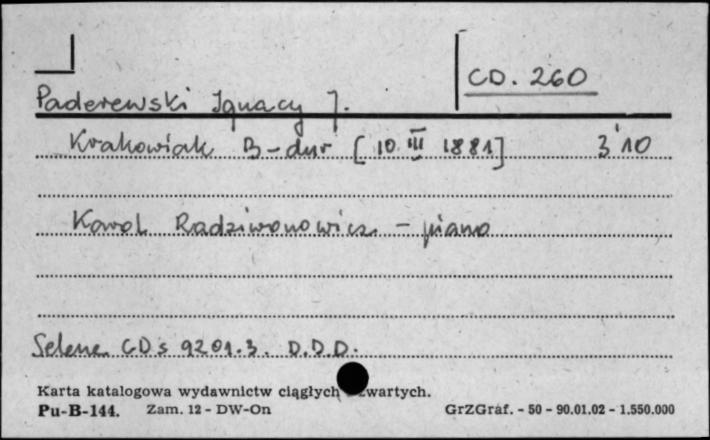 CD. 260
Paderewski Ignacy J.
Krakowiak B-dur [10 III 1881] 3'10
Karol Radziwonowicz - piano
Selene CDs 9201.3. D.D.D.
Karta katalogowa wydawnictw ciągłych zwartych.
Pu-B-144. Zam. 12 - DW-On GrZGraf. - 50 - 90.01.02 - 1.550.000